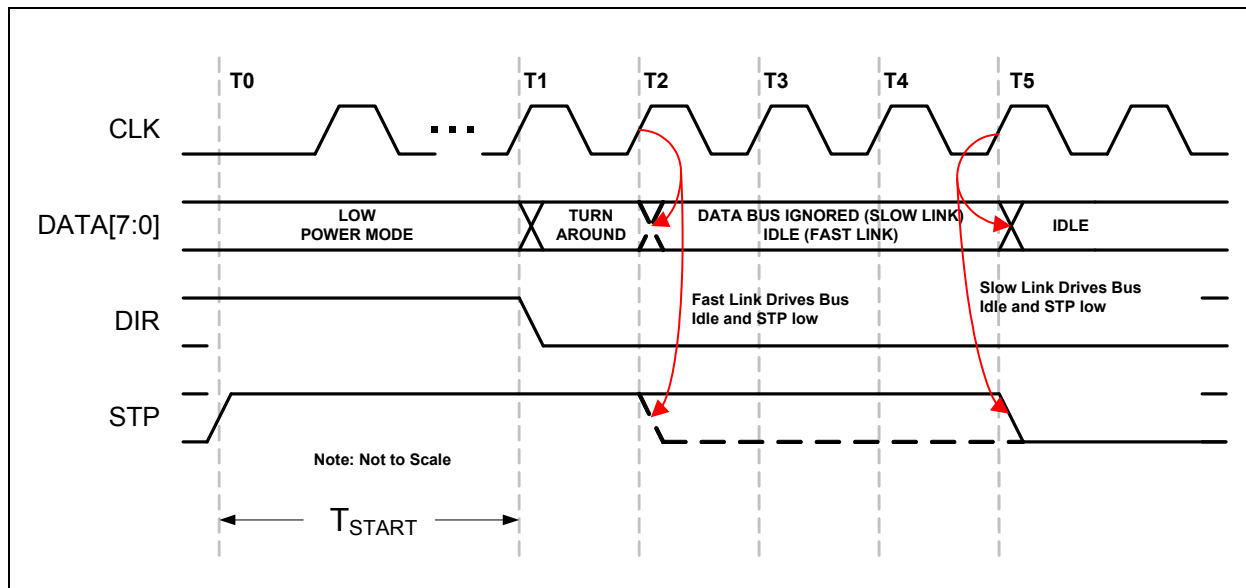 T0
T1
T2
T3
T4
T5
CLK
DATA[7:0]
LOW
POWER MODE
TURN
AROUND
DATA BUS IGNORED (SLOW LINK)
IDLE (FAST LINK)
IDLE
DIR
Fast Link Drives Bus
Idle and STP low
Slow Link Drives Bus
Idle and STP low
STP
Note: Not to Scale
TSTART